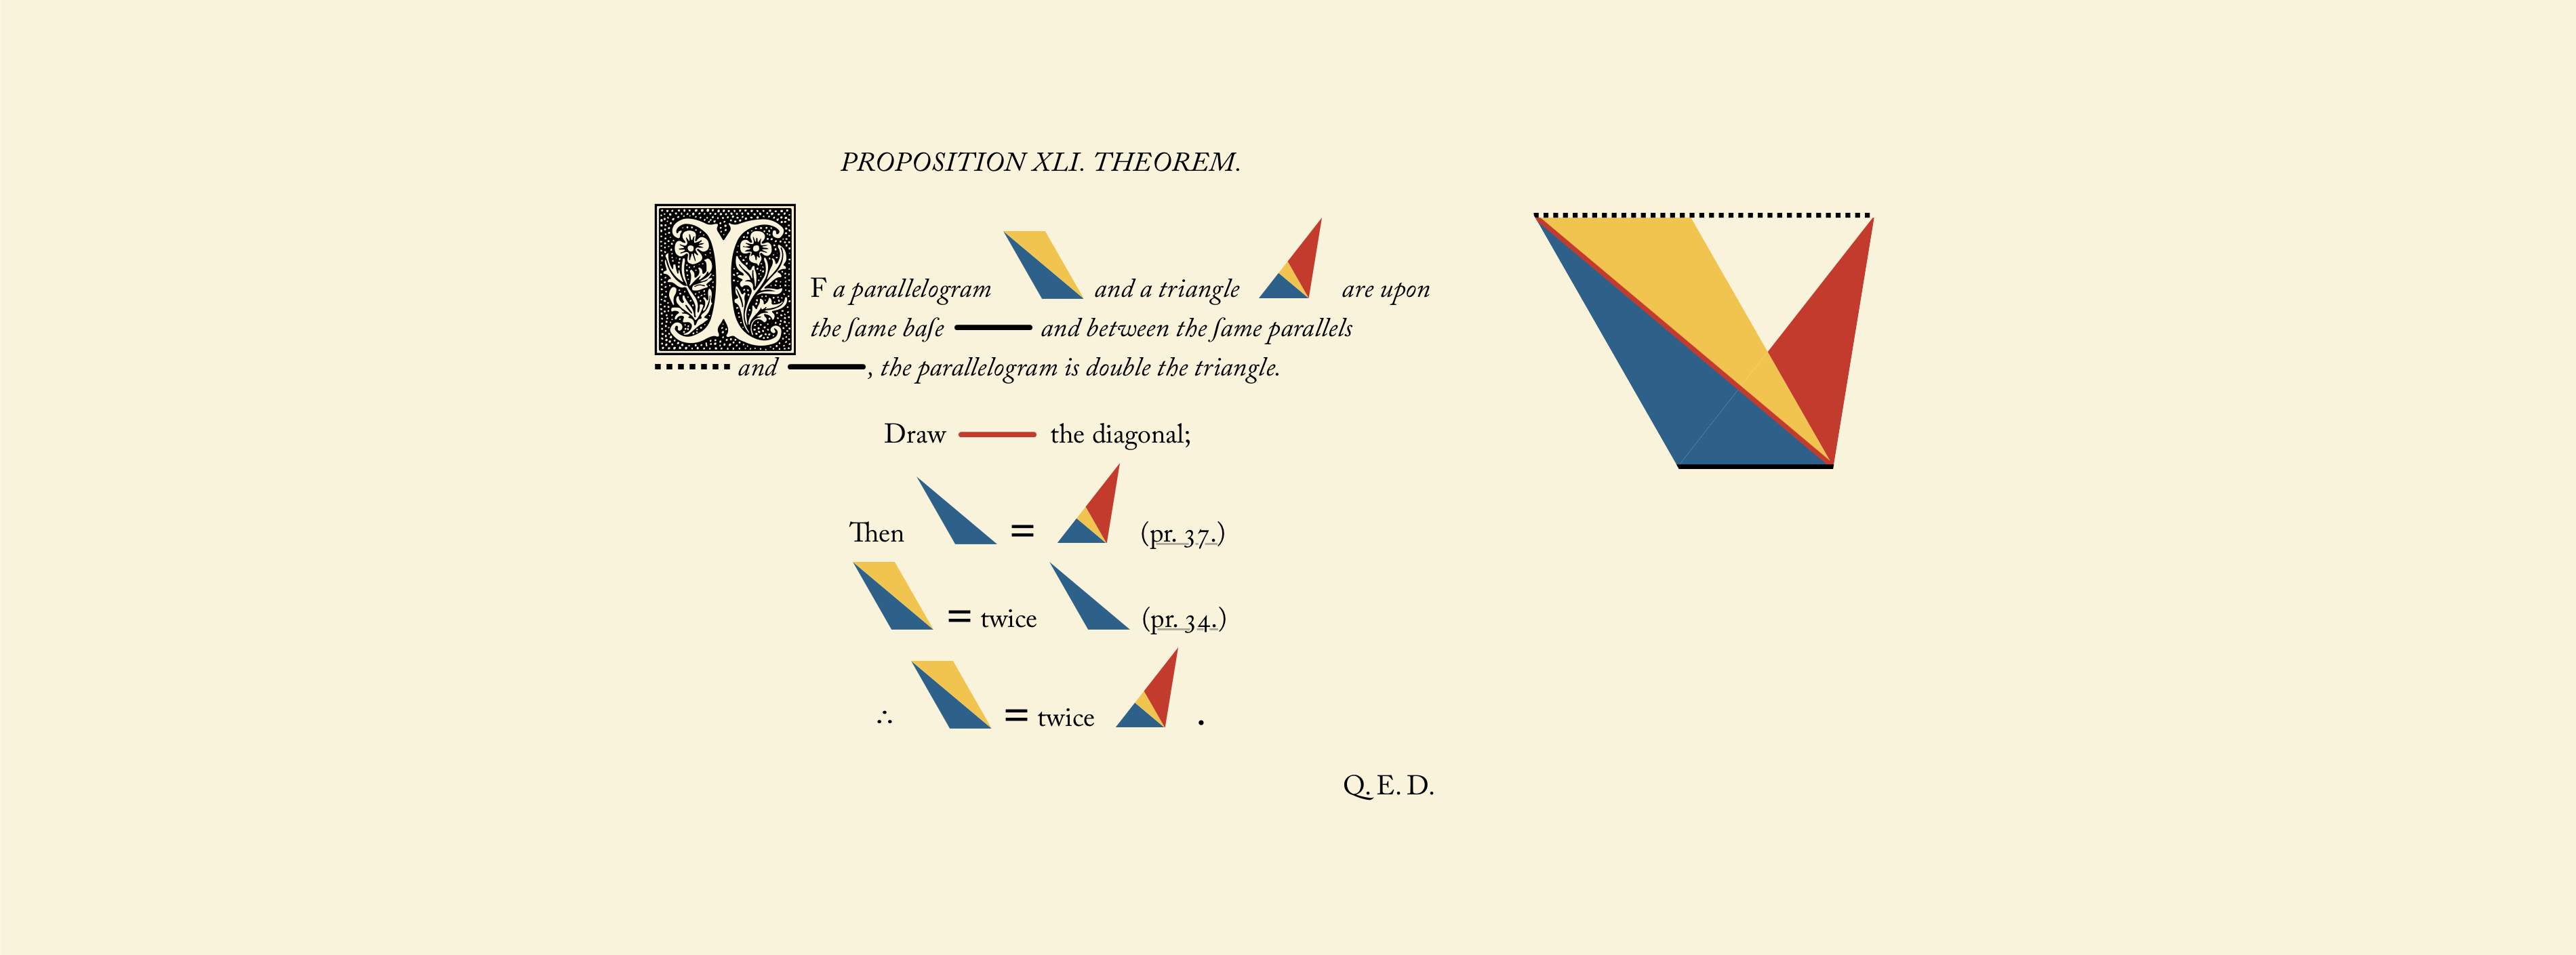 PROPOSITION XLI. THEOREM.
IF a parallelogram and a triangle are upon
the ſame baſe and between the ſame parallels
and , the parallelogram is double the triangle.
Draw the diagonal;
Then = (pr. 37.)
= twice (pr. 34.)
∴ = twice .
Q. E. D.